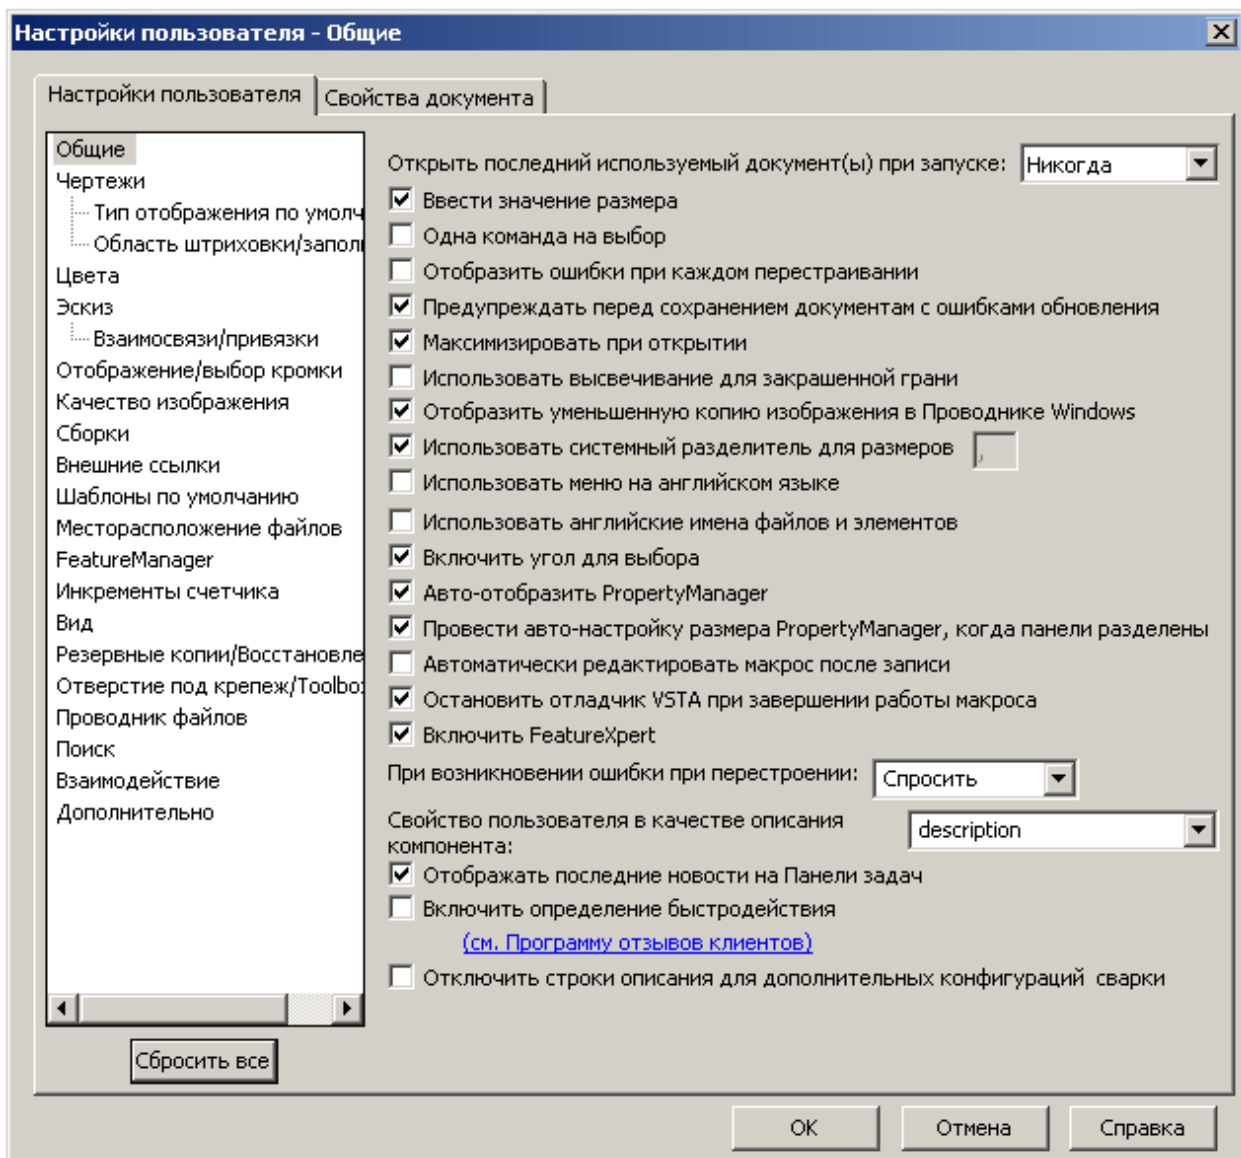 Настройки пользователя - Общие
Настройки пользователя
Свойства документа
Общие
Чертежи
Тип отображения по умолч
Область штриховки/заполн
Цвета
Эскиз
Взаимосвязи/привязки
Отображение/выбор кромки
Качество изображения
Сборки
Внешние ссылки
Шаблоны по умолчанию
Месторасположение файлов
FeatureManager
Инкременты счетчика
Вид
Резервные копии/Восстановле
Отверстие под крепеж/Toolbox
Проводник файлов
Поиск
Взаимодействие
Дополнительно
Сбросить все
Открыть последний используемый документ(ы) при запуске: Никогда
Ввести значение размера
Одна команда на выбор
Отобразить ошибки при каждом перестраивании
Предупреждать перед сохранением документам с ошибками обновления
Максимизировать при открытии
Использовать высвечивание для закрашенной грани
Отобразить уменьшенную копию изображения в Проводнике Windows
Использовать системный разделитель для размеров ,
Использовать меню на английском языке
Использовать английские имена файлов и элементов
Включить угол для выбора
Авто-отобразить PropertyManager
Провести авто-настройку размера PropertyManager, когда панели разделены
Автоматически редактировать макрос после записи
Остановить отладчик VSTA при завершении работы макроса
Включить FeatureXpert
При возникновении ошибки при перестроении: Спросить
Свойство пользователя в качестве описания
компонента:
description
Отображать последние новости на Панели задач
Включить определение быстродействия
(см. Программу отзывов клиентов)
Отключить строки описания для дополнительных конфигураций сварки
OK
Отмена
Справка